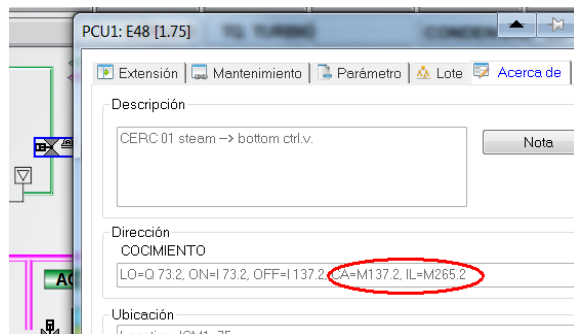 PCU1: E48 [1.75]
Extensión Mantenimiento Parámetro Lote Acerca de
Descripción
CERC 01 steam --> bottom ctrl.v.
Nota
Dirección
COCIMIENTO
LO=Q 73.2, ON=I 73.2, OFF=I 137.2, CA=M137.2, IL=M265.2
Ubicación